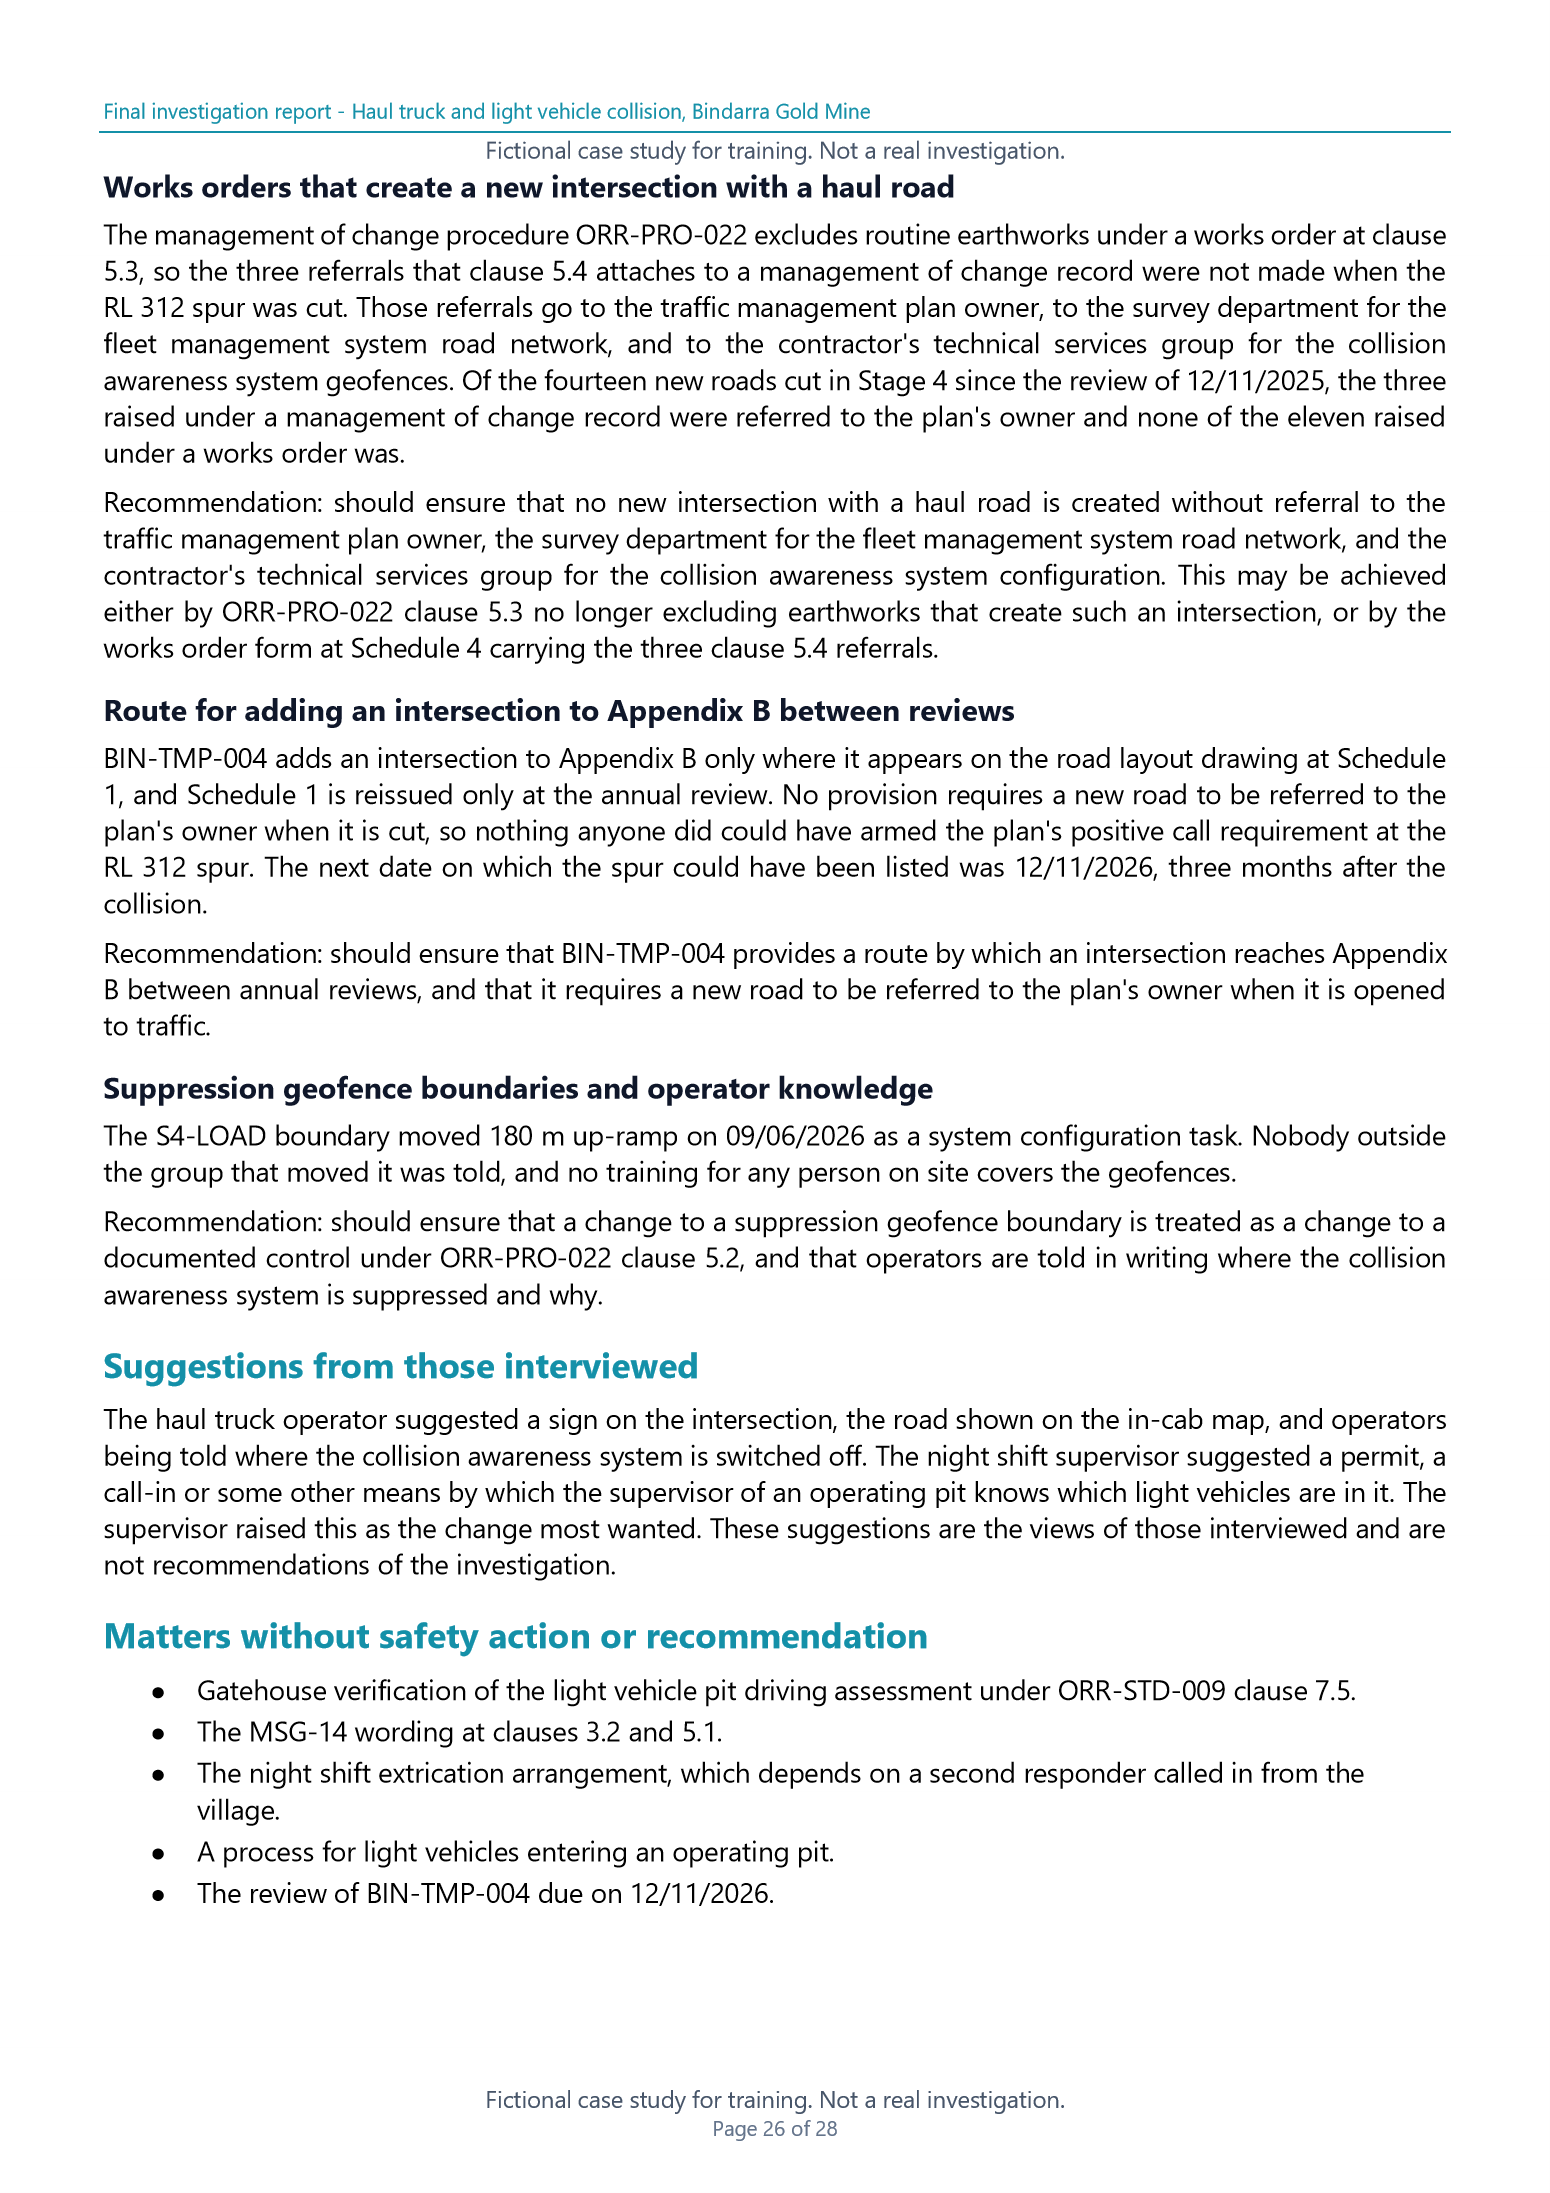 Final investigation report - Haul truck and light vehicle collision, Bindarra Gold Mine
Fictional case study for training. Not a real investigation.
Works orders that create a new intersection with a haul road
The management of change procedure ORR-PRO-022 excludes routine earthworks under a works order at clause
5.3, so the three referrals that clause 5.4 attaches to a management of change record were not made when the
RL 312 spur was cut. Those referrals go to the traffic management plan owner, to the survey department for the
fleet management system road network, and to the contractor's technical services group for the collision
awareness system geofences. Of the fourteen new roads cut in Stage 4 since the review of 12/11/2025, the three
raised under a management of change record were referred to the plan's owner and none of the eleven raised
under a works order was.
Recommendation: should ensure that no new intersection with a haul road is created without referral to the
traffic management plan owner, the survey department for the fleet management system road network, and the
contractor's technical services group for the collision awareness system configuration. This may be achieved
either by ORR-PRO-022 clause 5.3 no longer excluding earthworks that create such an intersection, or by the
works order form at Schedule 4 carrying the three clause 5.4 referrals.
Route for adding an intersection to Appendix B between reviews
BIN-TMP-004 adds an intersection to Appendix B only where it appears on the road layout drawing at Schedule
1, and Schedule 1 is reissued only at the annual review. No provision requires a new road to be referred to the
plan's owner when it is cut, so nothing anyone did could have armed the plan's positive call requirement at the
RL 312 spur. The next date on which the spur could have been listed was 12/11/2026, three months after the
collision.
Recommendation: should ensure that BIN-TMP-004 provides a route by which an intersection reaches Appendix
B between annual reviews, and that it requires a new road to be referred to the plan's owner when it is opened
to traffic.
Suppression geofence boundaries and operator knowledge
The S4-LOAD boundary moved 180 m up-ramp on 09/06/2026 as a system configuration task. Nobody outside
the group that moved it was told, and no training for any person on site covers the geofences.
Recommendation: should ensure that a change to a suppression geofence boundary is treated as a change to a
documented control under ORR-PRO-022 clause 5.2, and that operators are told in writing where the collision
awareness system is suppressed and why.
Suggestions from those interviewed
The haul truck operator suggested a sign on the intersection, the road shown on the in-cab map, and operators
being told where the collision awareness system is switched off. The night shift supervisor suggested a permit, a
call-in or some other means by which the supervisor of an operating pit knows which light vehicles are in it. The
supervisor raised this as the change most wanted. These suggestions are the views of those interviewed and are
not recommendations of the investigation.
Matters without safety action or recommendation
● Gatehouse verification of the light vehicle pit driving assessment under ORR-STD-009 clause 7.5.
● The MSG-14 wording at clauses 3.2 and 5.1.
● The night shift extrication arrangement, which depends on a second responder called in from the
village.
● A process for light vehicles entering an operating pit.
● The review of BIN-TMP-004 due on 12/11/2026.
Fictional case study for training. Not a real investigation.
Page 26 of 28